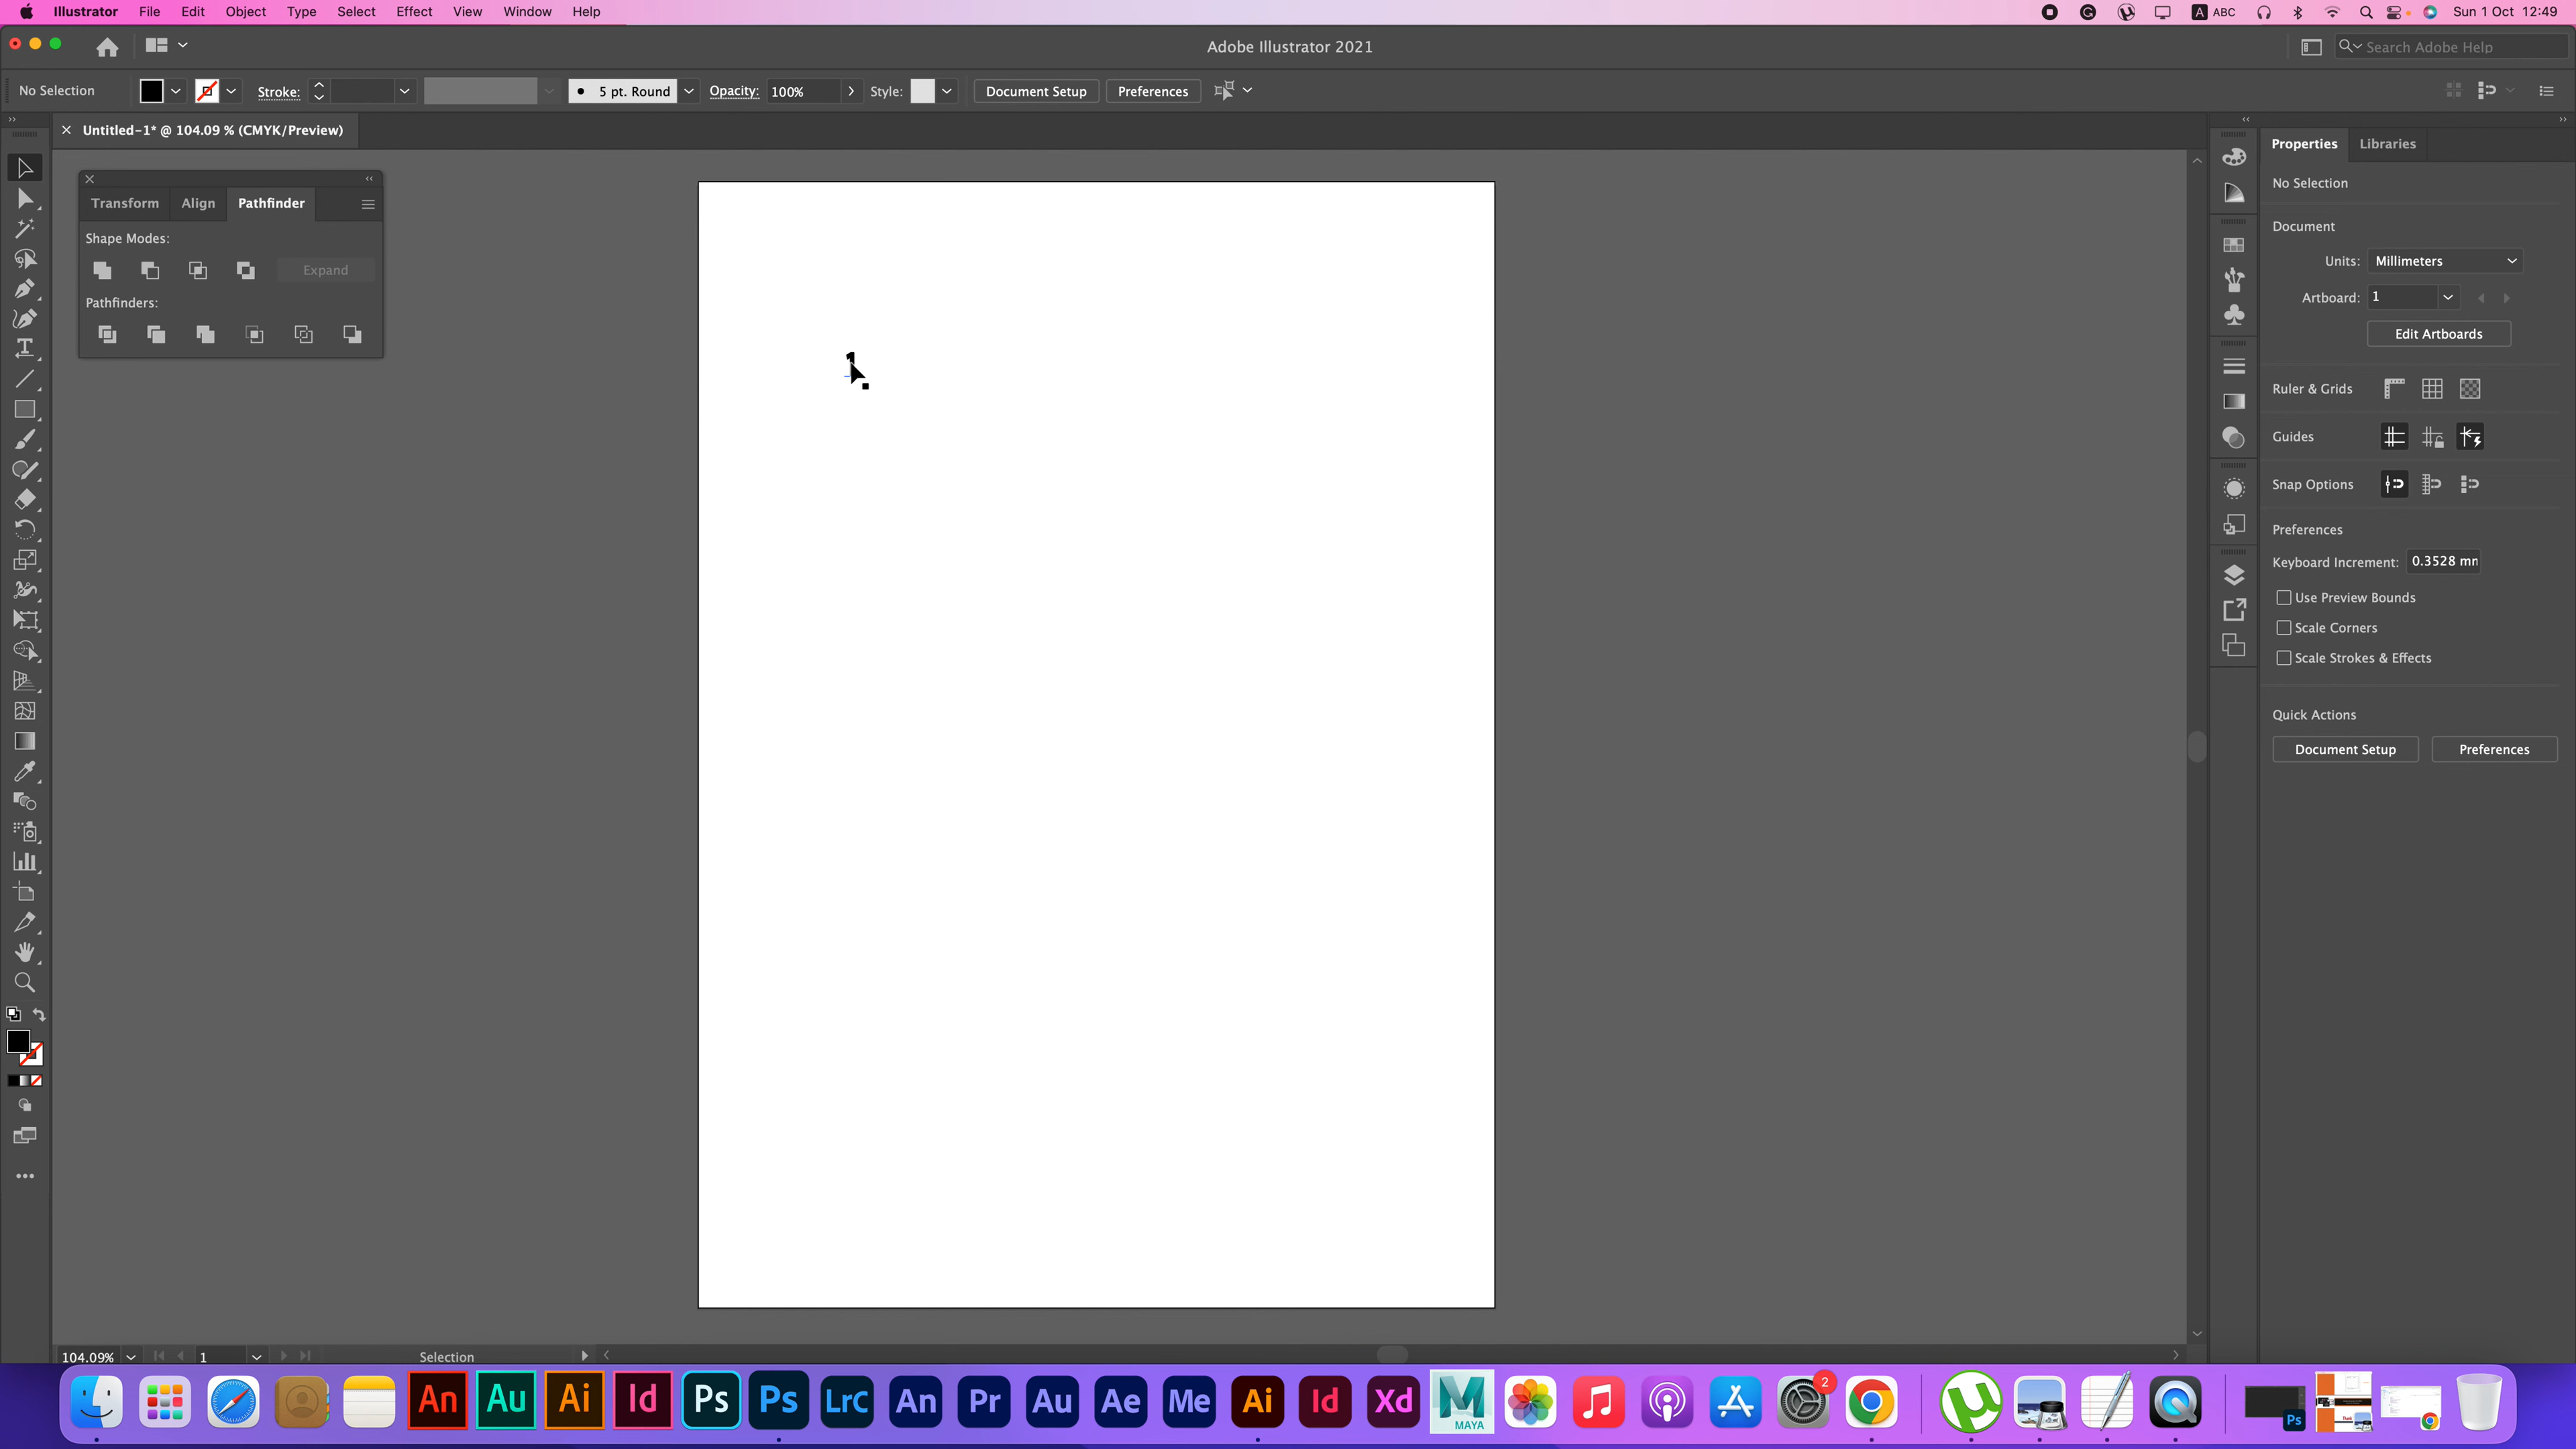 Illustrator File Edit Object Type Select Effect View Window Help
A ABC Sun 1 Oct 12:49
Adobe Illustrator 2021
Search Adobe Help
No Selection
Stroke:
5 pt. Round
Opacity: 100%
Style:
Document Setup
Preferences
Untitled-1* @ 104.09 % (CMYK/Preview)
Transform Align Pathfinder
Shape Modes:
Expand
Pathfinders:
1
Properties Libraries
No Selection
Document
Units: Millimeters
Artboard: 1
Edit Artboards
Ruler & Grids
Guides
Snap Options
Preferences
Keyboard Increment: 0.3528 mm
Use Preview Bounds
Scale Corners
Scale Strokes & Effects
Quick Actions
Document Setup Preferences
104.09% 1 Selection
An Au Ai Id Ps Ps LrC An Pr Au Ae Me Ai Id Xd
MAYA
2
Ps